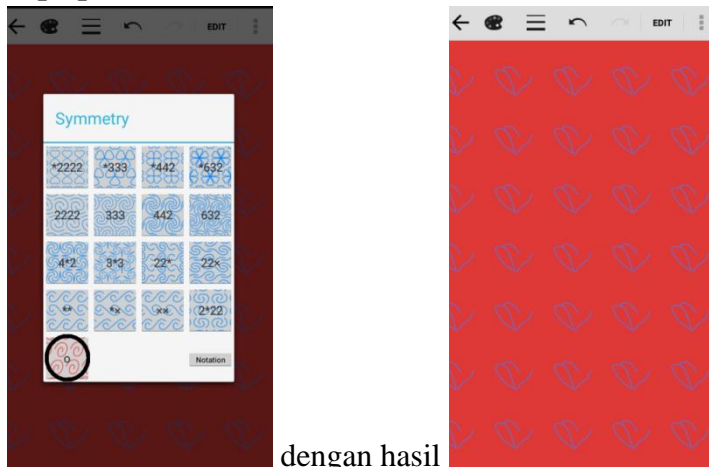 EDIT
Symmetry
*2222 *333 *442 *632
2222 333 442 632
4*2 3*3 22* 22×
** *× ×× 2*22
o
Notation
EDIT
dengan hasil